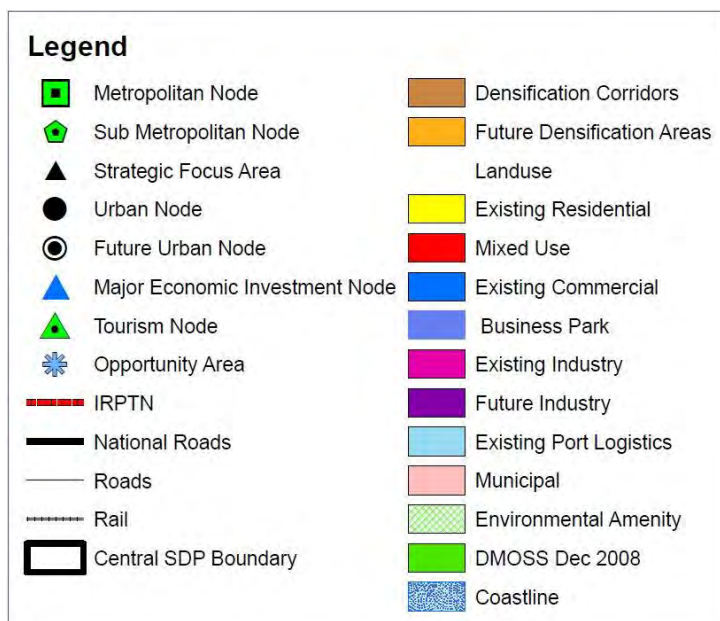 Legend
Metropolitan Node
Sub Metropolitan Node
Strategic Focus Area
Urban Node
Future Urban Node
Major Economic Investment Node
Tourism Node
Opportunity Area
IRPTN
National Roads
Roads
Rail
Central SDP Boundary
Densification Corridors
Future Densification Areas
Landuse
Existing Residential
Mixed Use
Existing Commercial
Business Park
Existing Industry
Future Industry
Existing Port Logistics
Municipal
Environmental Amenity
DMOSS Dec 2008
Coastline